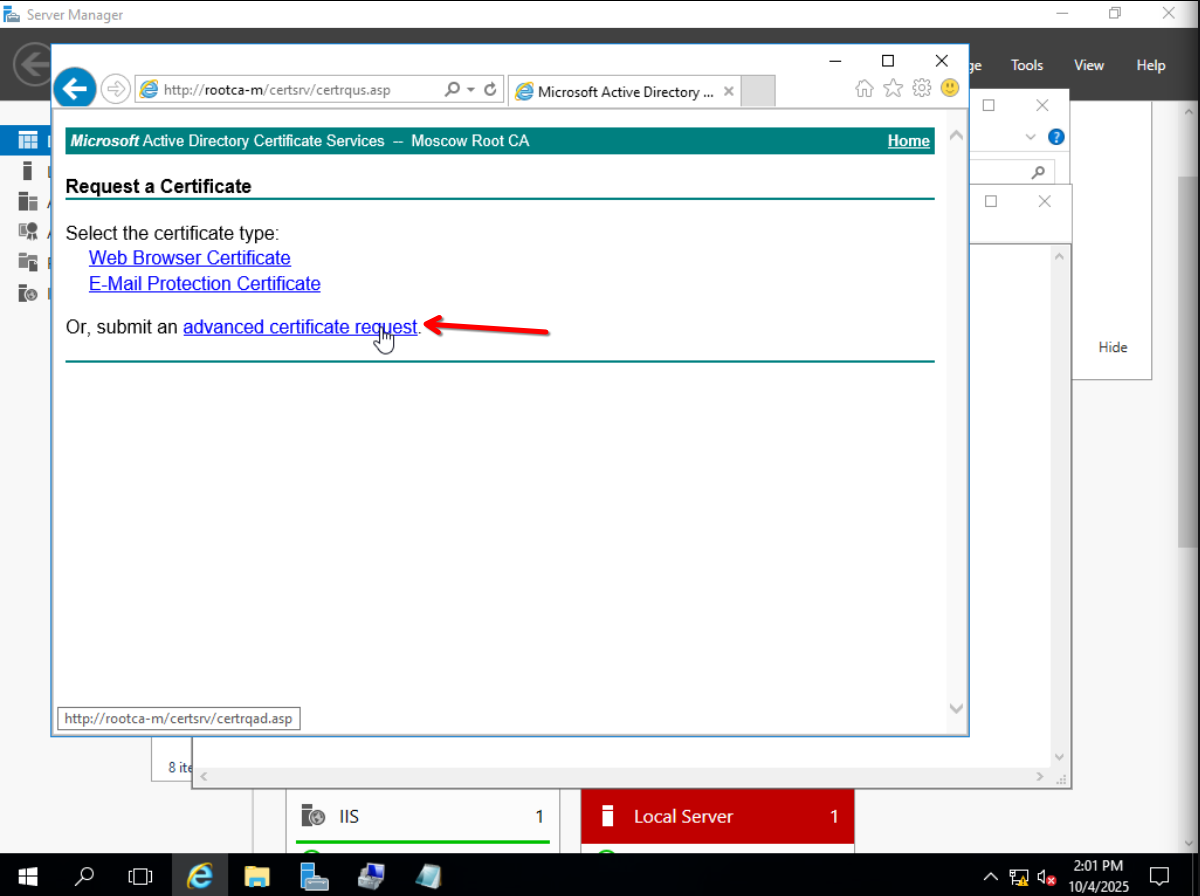 Server Manager
ge Tools View Help
http://rootca-m/certsrv/certrqus.asp
Microsoft Active Directory ...
Microsoft Active Directory Certificate Services -- Moscow Root CA
Home
Request a Certificate
Select the certificate type:
Web Browser Certificate
E-Mail Protection Certificate
Or, submit an advanced certificate request.
Hide
http://rootca-m/certsrv/certrqad.asp
8 ite
IIS 1
Local Server 1
2:01 PM
10/4/2025